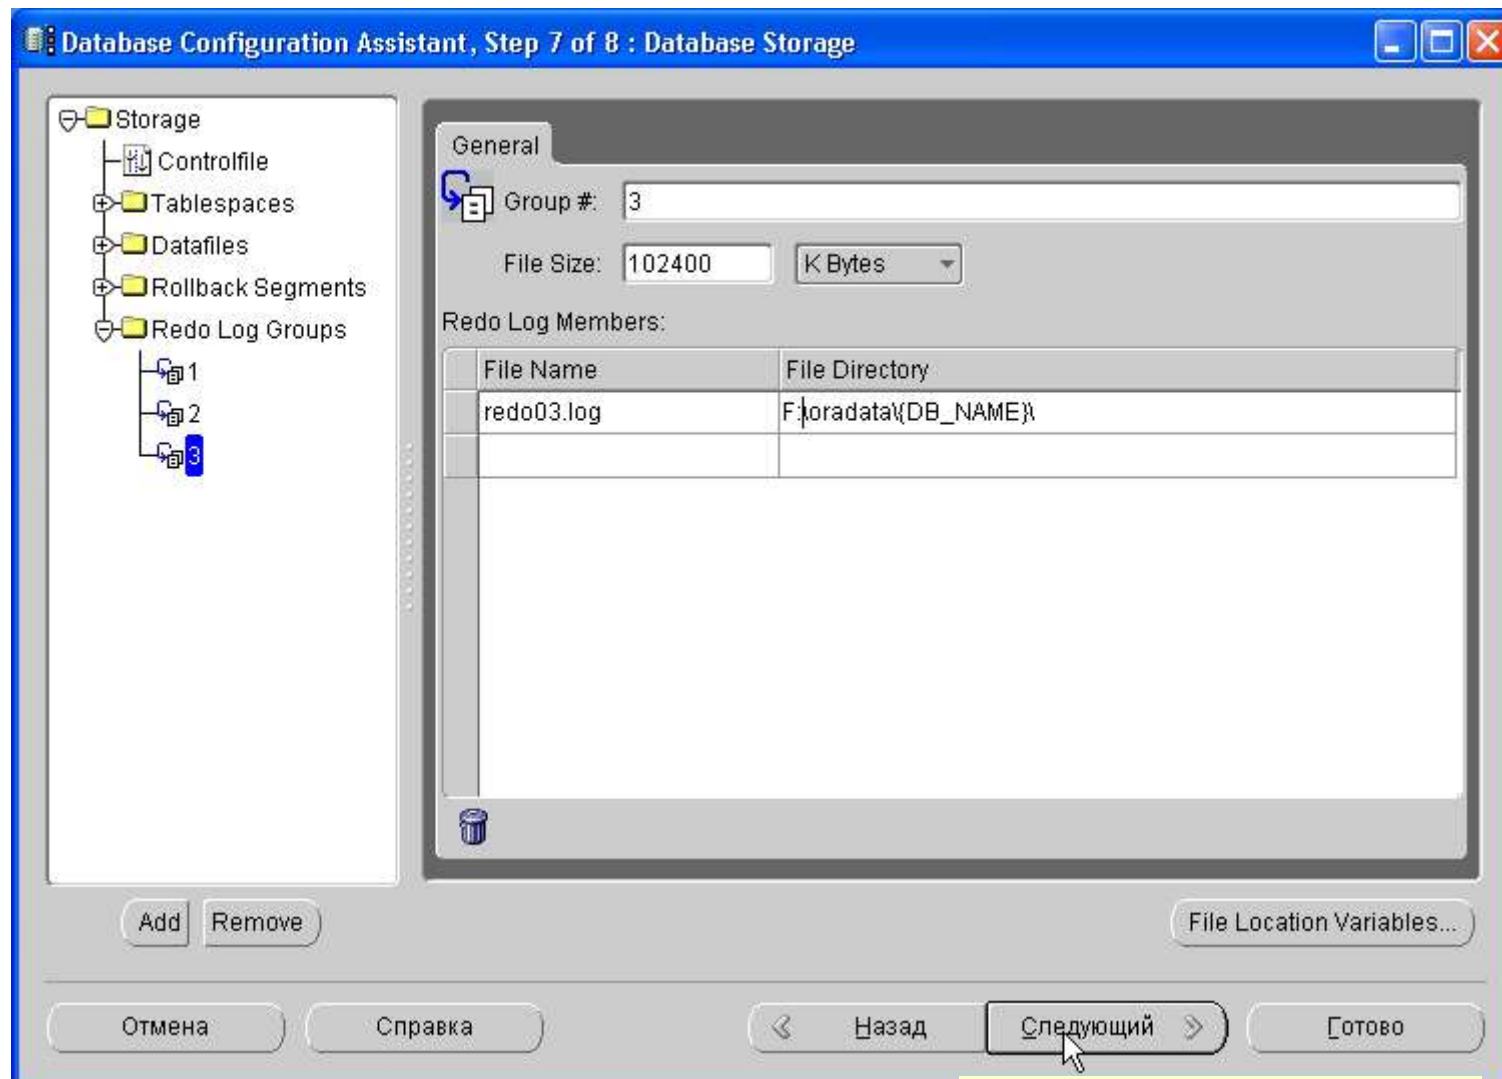 Database Configuration Assistant, Step 7 of 8 : Database Storage
Storage
Controlfile
Tablespaces
Datafiles
Rollback Segments
Redo Log Groups
1
2
3
General
Group #: 3
File Size: 102400 K Bytes
Redo Log Members:
File Name File Directory
redo03.log F:\oradata\{DB_NAME}\
Add Remove File Location Variables...
Отмена Справка Назад Следующий Готово